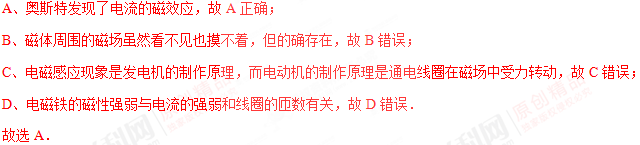 A、奥斯特发现了电流的磁效应，故 A 正确；
B、磁体周围的磁场虽然看不见也摸不着，但的确存在，故 B 错误；
C、电磁感应现象是发电机的制作原理，而电动机的制作原理是通电线圈在磁场中受力转动，故 C 错误；
D、电磁铁的磁性强弱与电流的强弱和线圈的匝数有关，故 D 错误．
故选 A．